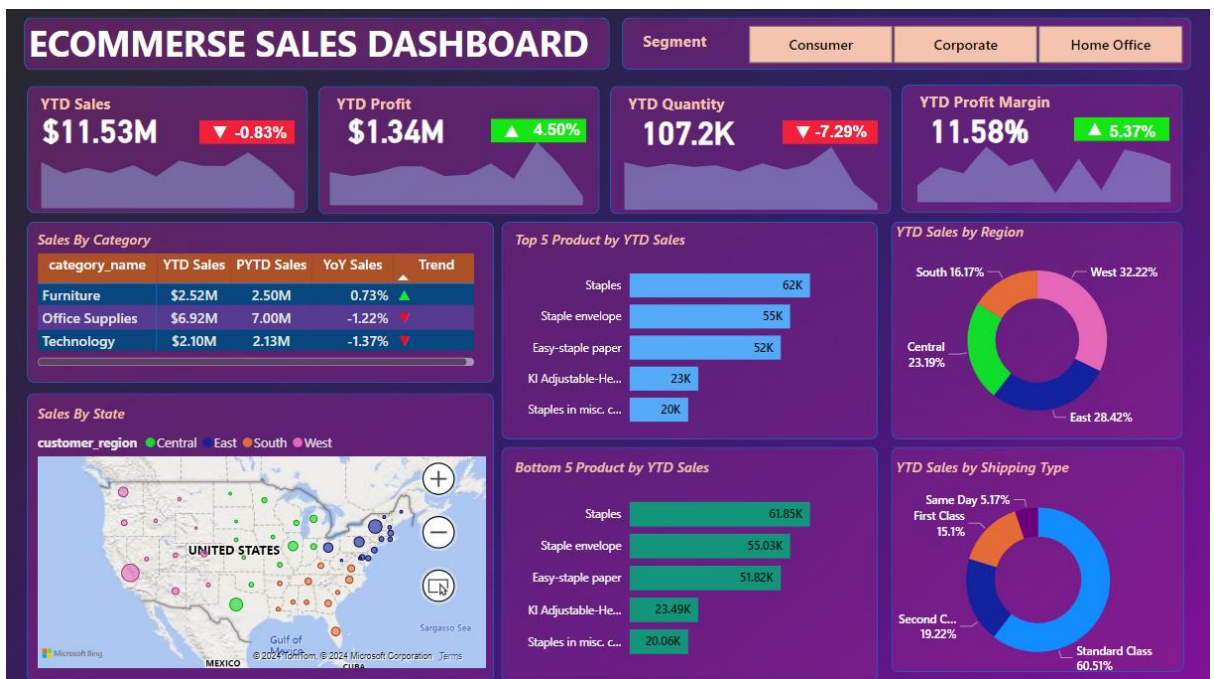 ECOMMERSE SALES DASHBOARD
Segment
Consumer
Corporate
Home Office
YTD Sales
$11.53M
▼ -0.83%
YTD Profit
$1.34M
▲ 4.50%
YTD Quantity
107.2K
▼ -7.29%
YTD Profit Margin
11.58%
▲ 5.37%
Sales By Category
category_name YTD Sales PYTD Sales YoY Sales Trend
Furniture $2.52M 2.50M 0.73% ▲
Office Supplies $6.92M 7.00M -1.22% ▼
Technology $2.10M 2.13M -1.37% ▼
Top 5 Product by YTD Sales
Staples 62K
Staple envelope 55K
Easy-staple paper 52K
KI Adjustable-He... 23K
Staples in misc. c... 20K
YTD Sales by Region
South 16.17%
West 32.22%
Central
23.19%
East 28.42%
Sales By State
customer_region Central East South West
UNITED STATES
Gulf of
Mexico
MEXICO
CUBA
Sargasso Sea
Microsoft Bing
© 2024 TomTom, © 2024 Microsoft Corporation Terms
Bottom 5 Product by YTD Sales
Staples 61.85K
Staple envelope 55.03K
Easy-staple paper 51.82K
KI Adjustable-He... 23.49K
Staples in misc. c... 20.06K
YTD Sales by Shipping Type
Same Day 5.17%
First Class
15.1%
Second C...
19.22%
Standard Class
60.51%